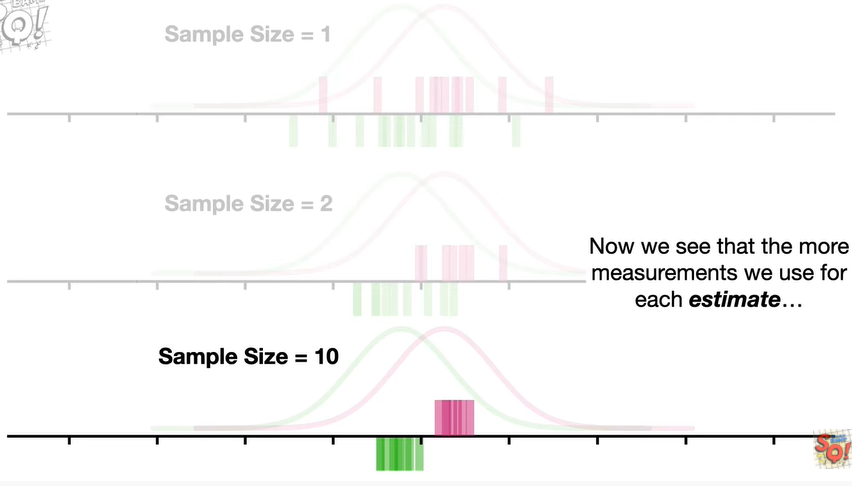 Sample Size = 1
Sample Size = 2
Now we see that the more
measurements we use for
each estimate…
Sample Size = 10
SQ!